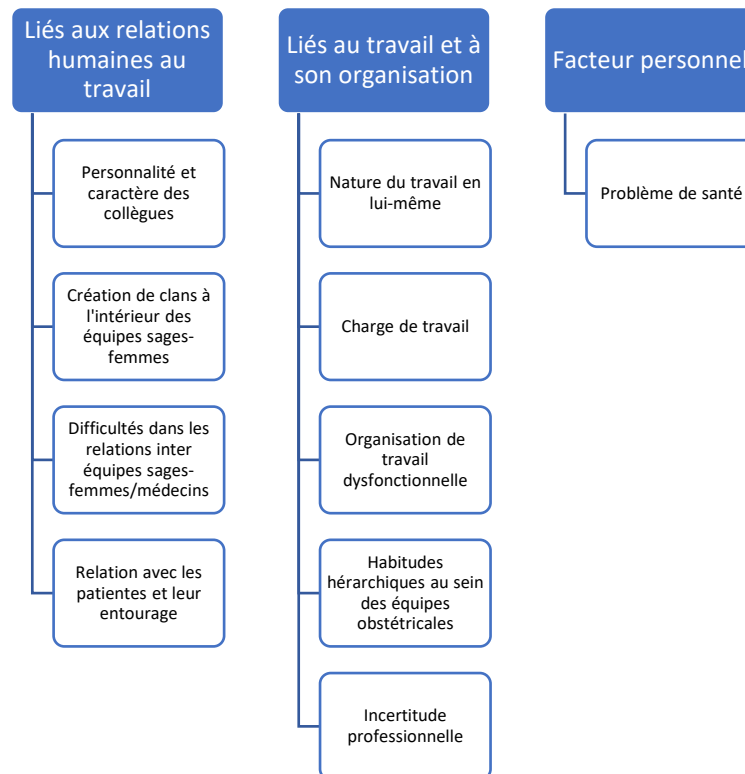 Liés aux relations
humaines au
travail
Personnalité et
caractère des
collègues
Création de clans à
l'intérieur des
équipes sages-
femmes
Difficultés dans les
relations inter
équipes sages-
femmes/médecins
Relation avec les
patientes et leur
entourage
Liés au travail et à
son organisation
Nature du travail en
lui-même
Charge de travail
Organisation de
travail
dysfonctionnelle
Habitudes
hérarchiques au sein
des équipes
obstétricales
Incertitude
professionnelle
Facteur personnel
Problème de santé